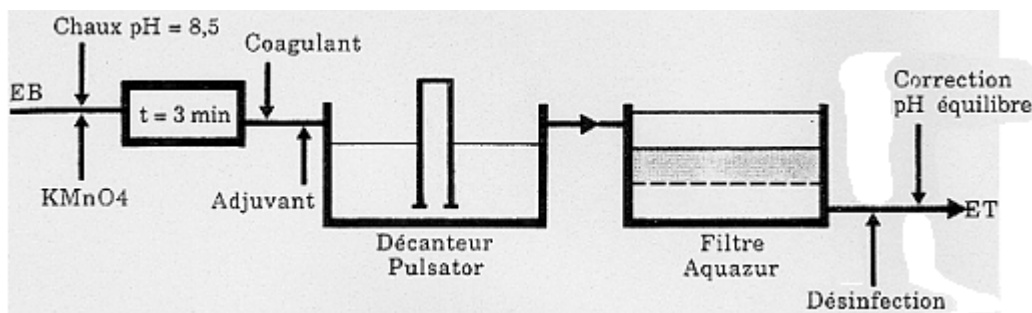 Chaux pH = 8,5
Coagulant
EB
t = 3 min
KMnO4
Adjuvant
Décanteur
Pulsator
Filtre
Aquazur
Correction
pH équilibre
ET
Désinfection